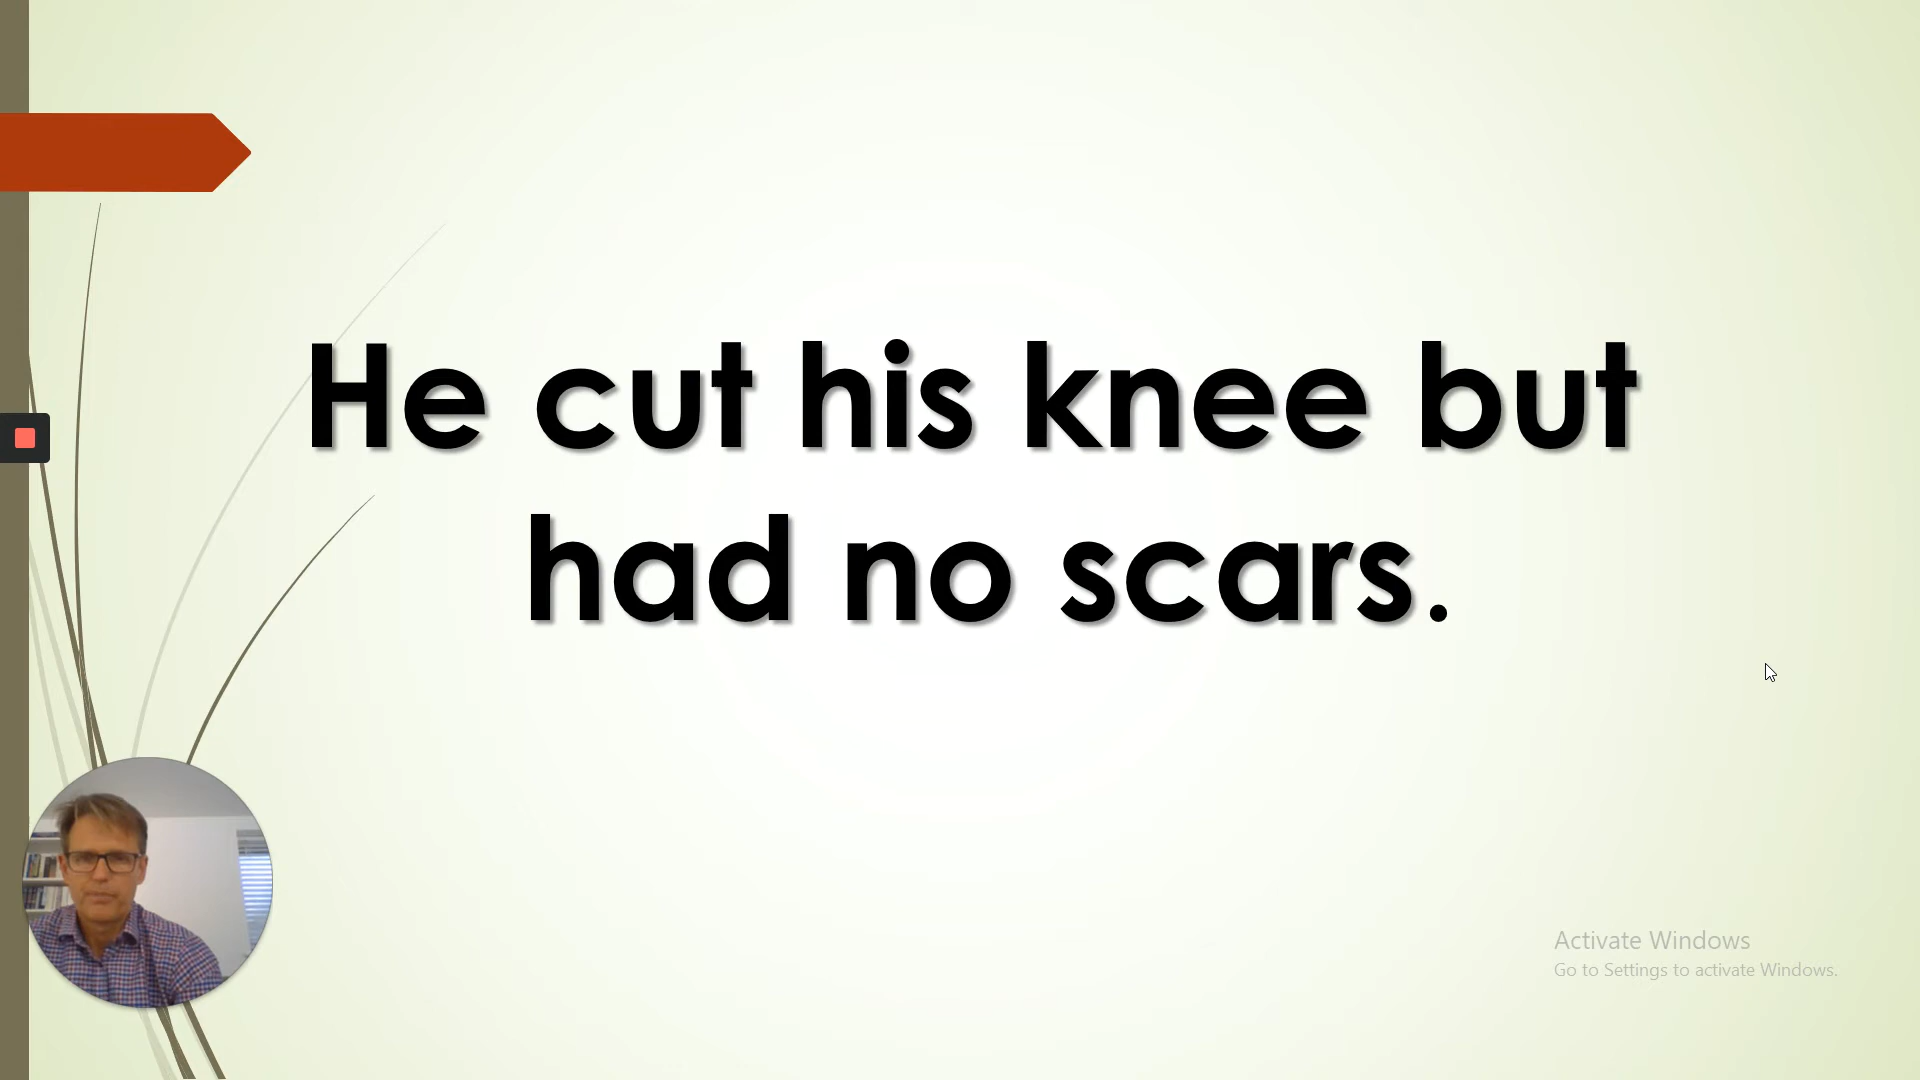 He cut his knee but
had no scars.
Activate Windows
Go to Settings to activate Windows.